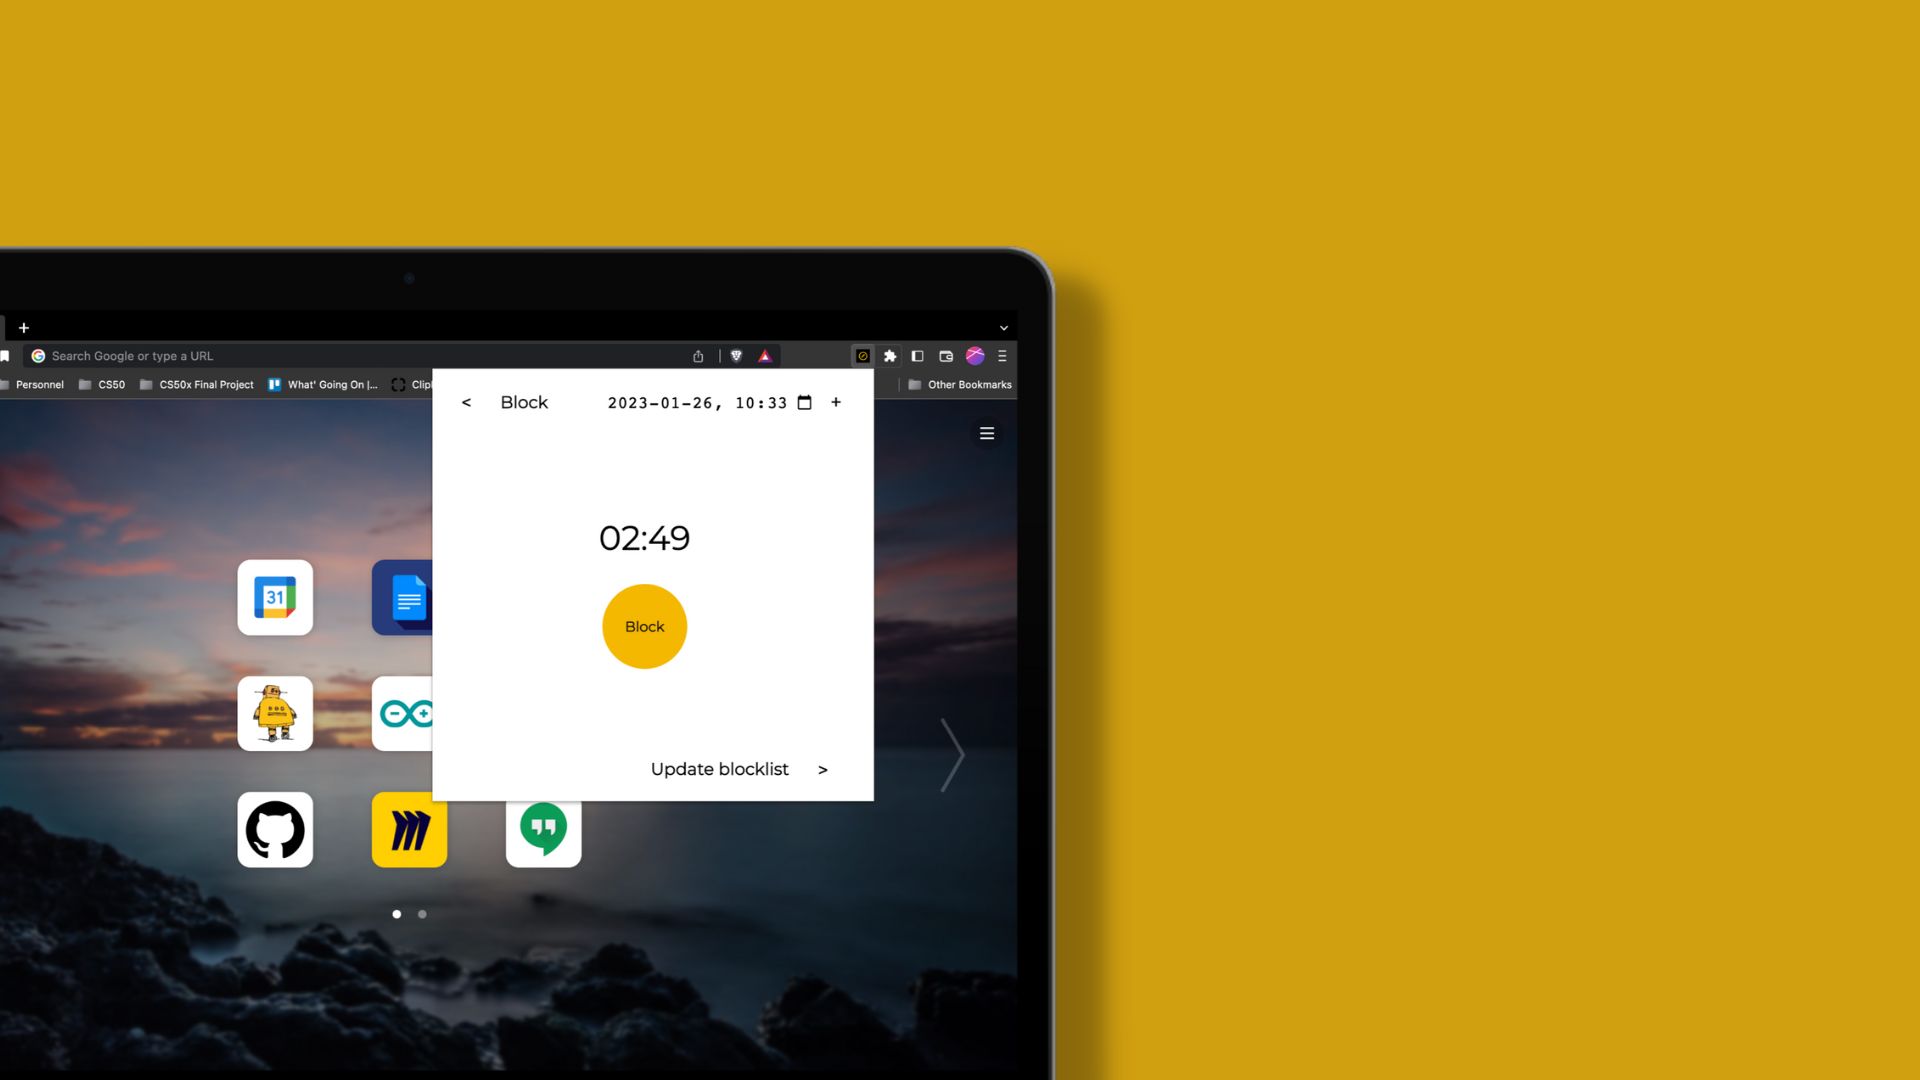 +
Search Google or type a URL
Personnel CS50 CS50x Final Project What' Going On |... Clip Other Bookmarks
< Block 2023-01-26, 10:33 +
02:49
31
Block
Update blocklist >